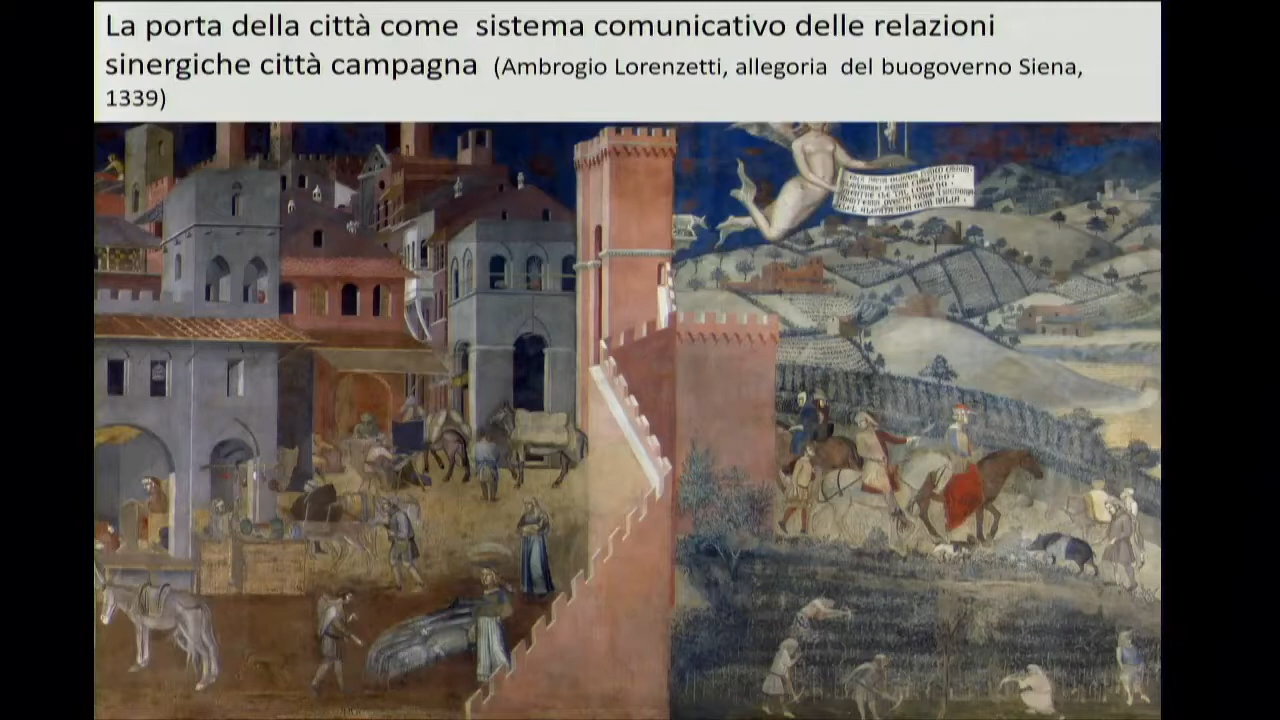 La porta della città come  sistema comunicativo delle relazioni
sinergiche città campagna  (Ambrogio Lorenzetti, allegoria  del buogoverno Siena,
1339)